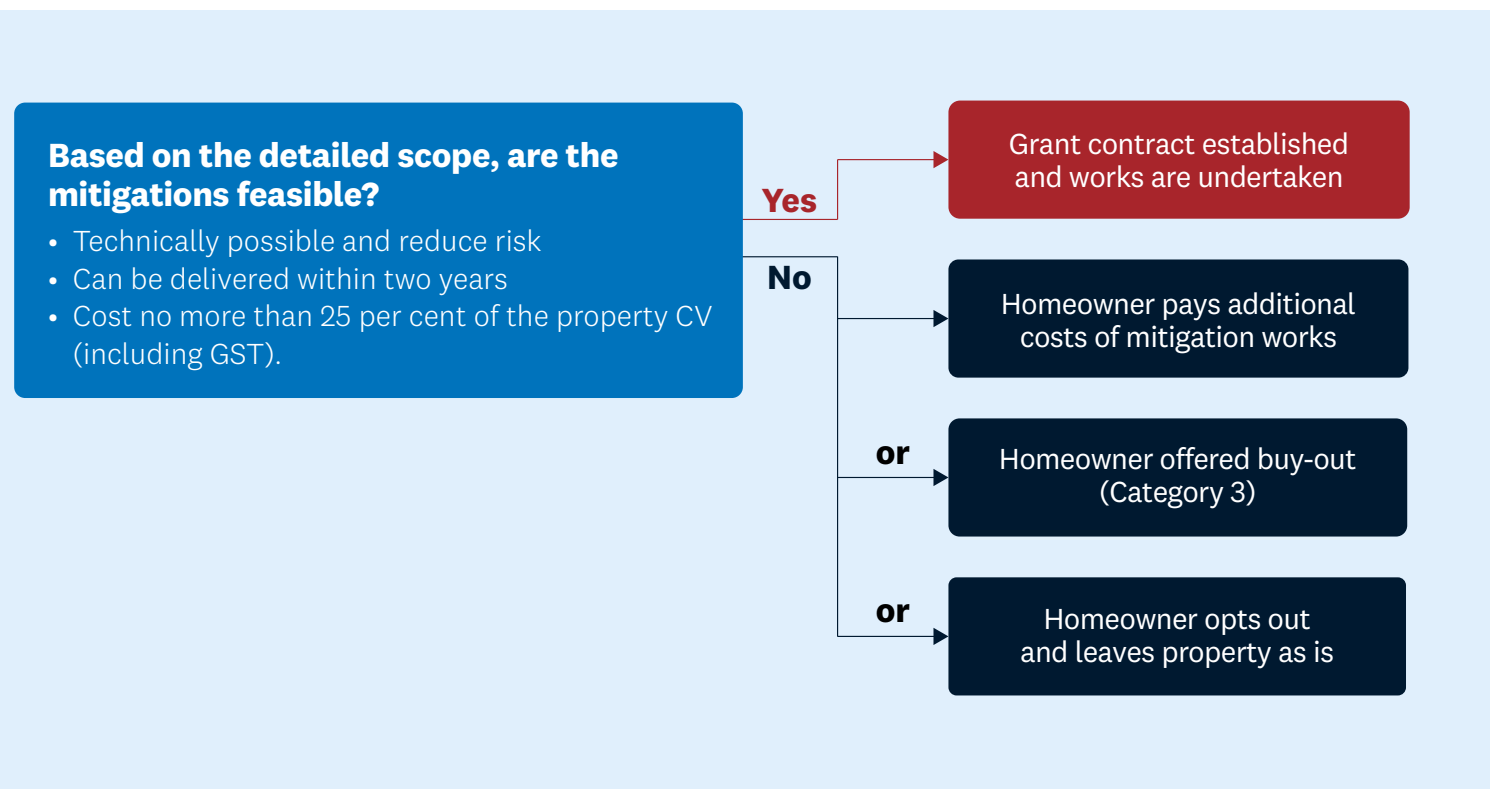 Based on the detailed scope, are the
mitigations feasible?
• Technically possible and reduce risk
• Can be delivered within two years
• Cost no more than 25 per cent of the property CV
(including GST).
Yes
Grant contract established
and works are undertaken
No
Homeowner pays additional
costs of mitigation works
or
Homeowner offered buy-out
(Category 3)
or
Homeowner opts out
and leaves property as is